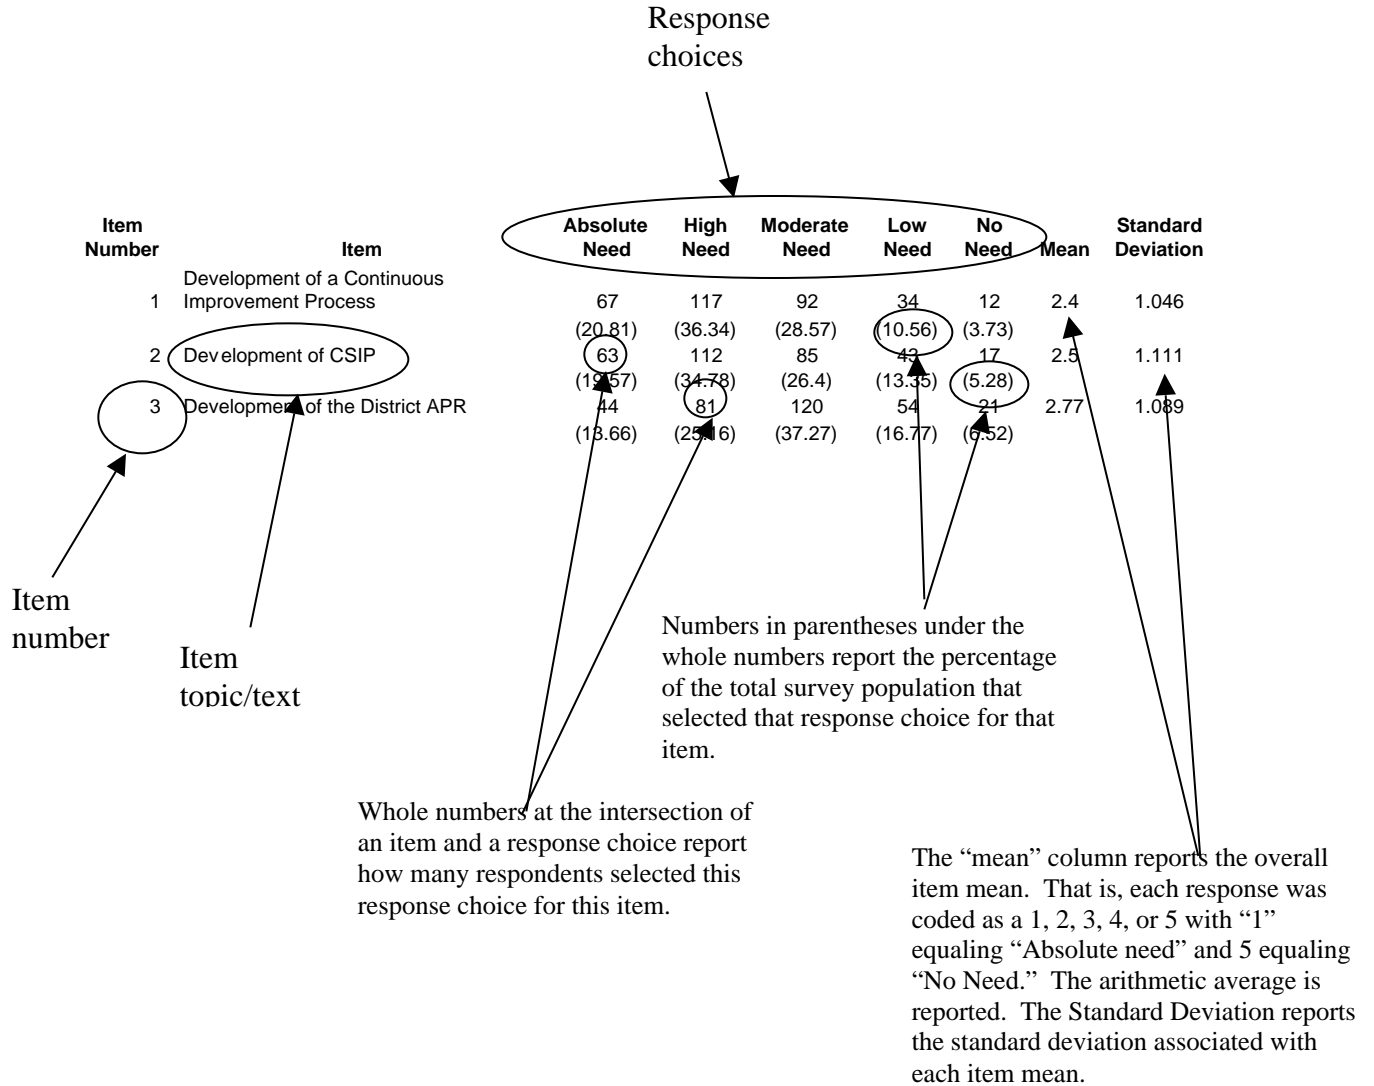 Response
choices
Item Number Item Absolute Need High Need Moderate Need Low Need No Need Mean Standard Deviation
Development of a Continuous
1 Improvement Process 67 117 92 34 12 2.4 1.046
(20.81) (36.34) (28.57) (10.56) (3.73)
2 Development of CSIP 63 112 85 43 17 2.5 1.111
(19.57) (34.78) (26.4) (13.35) (5.28)
3 Development of the District APR 44 81 120 54 21 2.77 1.089
(13.66) (25.16) (37.27) (16.77) (6.52)
Item
number
Item
topic/text
Numbers in parentheses under the
whole numbers report the percentage
of the total survey population that
selected that response choice for that
item.
Whole numbers at the intersection of
an item and a response choice report
how many respondents selected this
response choice for this item.
The “mean” column reports the overall
item mean.  That is, each response was
coded as a 1, 2, 3, 4, or 5 with “1”
equaling “Absolute need” and 5 equaling
“No Need.”  The arithmetic average is
reported.  The Standard Deviation reports
the standard deviation associated with
each item mean.